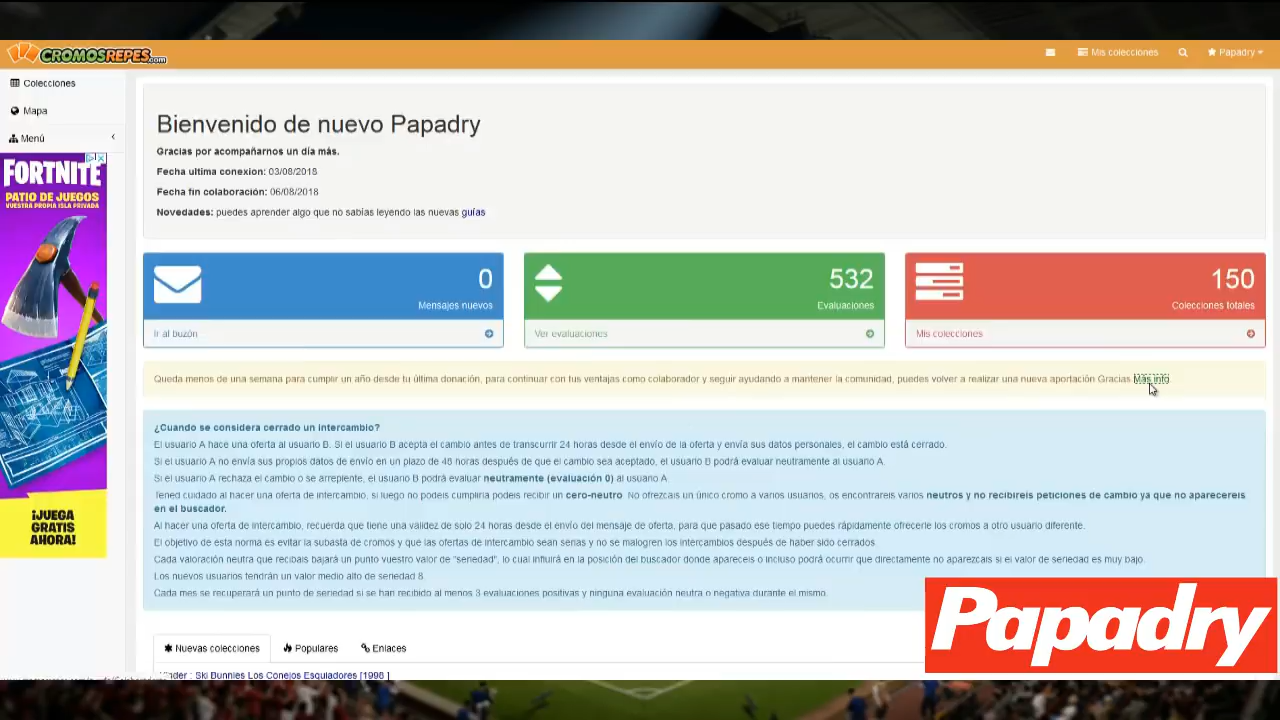 CROMOSREPES.com
Mis colecciones
Papadry
Colecciones
Mapa
Menú
FORTNITE
PATIO DE JUEGOS
VUESTRA PROPIA ISLA PRIVADA
¡JUEGA
GRATIS
AHORA!
Bienvenido de nuevo Papadry
Gracias por acompañarnos un día más.
Fecha ultima conexion: 03/08/2018
Fecha fin colaboración: 06/08/2018
Novedades: puedes aprender algo que no sabías leyendo las nuevas guías
0
Mensajes nuevos
Ir al buzón
532
Evaluaciones
Ver evaluaciones
150
Colecciones totales
Mis colecciones
Queda menos de una semana para cumplir un año desde tu última donación, para continuar con tus ventajas como colaborador y seguir ayudando a mantener la comunidad, puedes volver a realizar una nueva aportación Gracias Más info
¿Cuando se considera cerrado un intercambio?
El usuario A hace una oferta al usuario B. Si el usuario B acepta el cambio antes de transcurrir 24 horas desde el envío de la oferta y envía sus datos personales, el cambio está cerrado.
Si el usuario A no envía sus propios datos de envío en un plazo de 48 horas después de que el cambio sea aceptado, el usuario B podrá evaluar neutramente al usuario A.
Si el usuario A rechaza el cambio o se arrepiente, el usuario B podrá evaluar neutramente (evaluación 0) al usuario A.
Tened cuidado al hacer una oferta de intercambio, si luego no podeis cumplirla podeis recibir un cero-neutro No ofrezcais un único cromo a varios usuarios, os encontrareis varios neutros y no recibireis peticiones de cambio ya que no aparecereis
en el buscador.
Al hacer una oferta de intercambio, recuerda que tiene una validez de solo 24 horas desde el envío del mensaje de oferta, para que pasado ese tiempo puedes rápidamente ofrecerle los cromos a otro usuario diferente.
El objetivo de esta norma es evitar la subasta de cromos y que las ofertas de intercambio sean serias y no se malogren los intercambios después de haber sido cerrados.
Cada valoración neutra que recibais bajará un punto vuestro valor de "seriedad", lo cual influirá en la posición del buscador donde apareceis o incluso podrá ocurrir que directamente no aparezcais si el valor de seriedad es muy bajo.
Los nuevos usuarios tendrán un valor medio alto de seriedad 8.
Cada mes se recuperará un punto de seriedad si se han recibido al menos 3 evaluaciones positivas y ninguna evaluación neutra o negativa durante el mismo.
Papadry
Nuevas colecciones
Populares
Enlaces
: Ski Bunnies Los Conejos Esquiadores [1998 ]